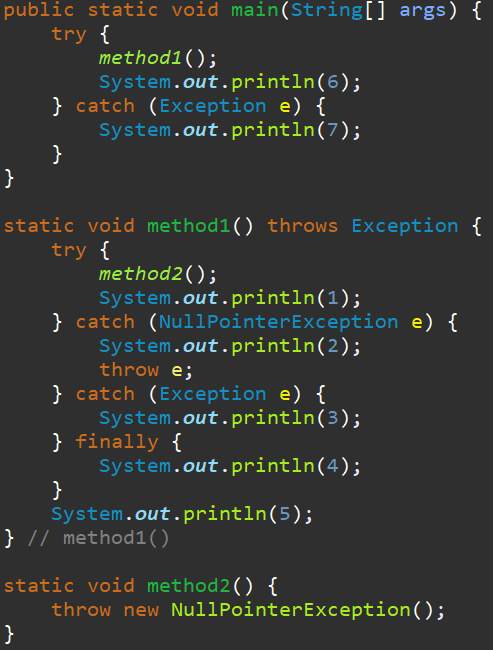 public static void main(String[] args) {
    try {
        method1();
        System.out.println(6);
    } catch (Exception e) {
        System.out.println(7);
    }
}

static void method1() throws Exception {
    try {
        method2();
        System.out.println(1);
    } catch (NullPointerException e) {
        System.out.println(2);
        throw e;
    } catch (Exception e) {
        System.out.println(3);
    } finally {
        System.out.println(4);
    }
    System.out.println(5);
} // method1()

static void method2() {
    throw new NullPointerException();
}